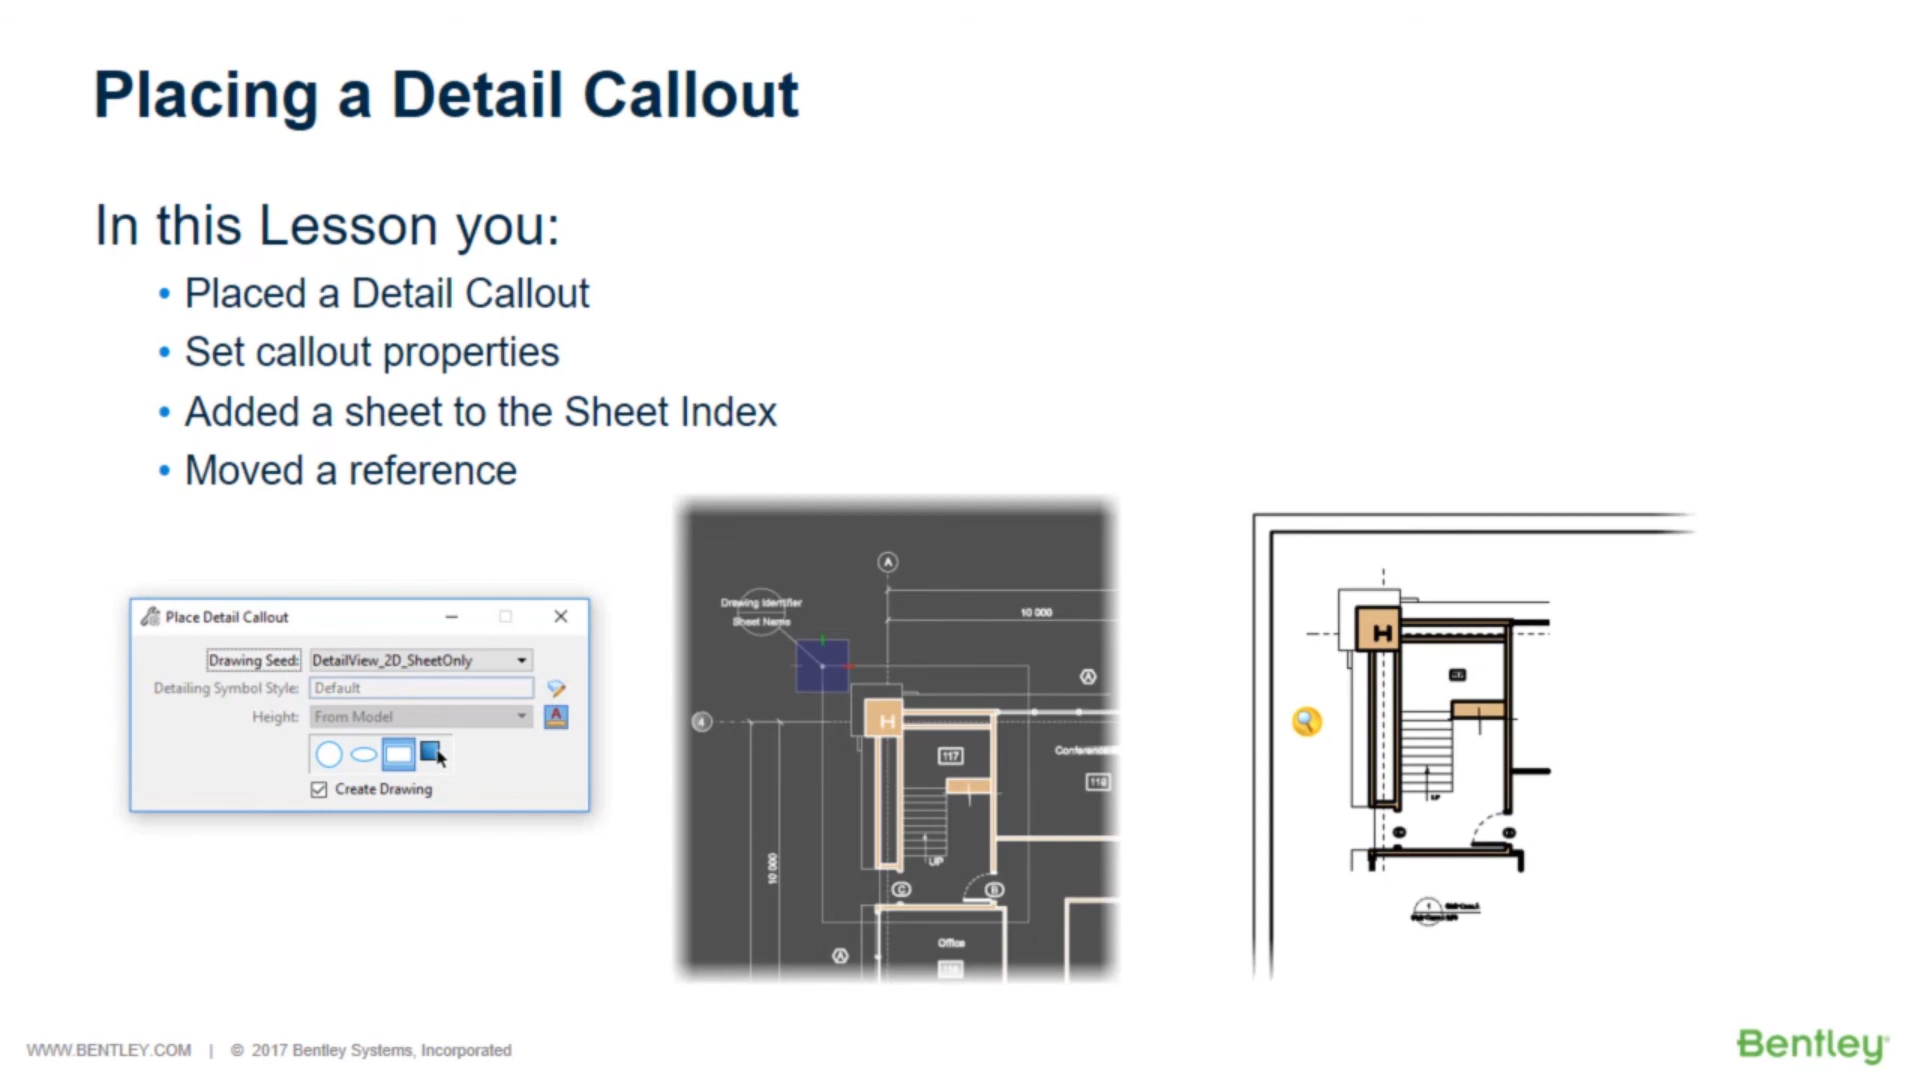 Placing a Detail Callout
In this Lesson you:
• Placed a Detail Callout
• Set callout properties
• Added a sheet to the Sheet Index
• Moved a reference
Place Detail Callout
Drawing Seed: DetailView_2D_SheetOnly
Detailing Symbol Style: Default
Height: From Model
A
Create Drawing
A
Drawing Identifier
Sheet Name
10 000
A
4
H
117
Conference
118
10 000
UP
C
B
Office
A
H
UP
1
WWW.BENTLEY.COM | © 2017 Bentley Systems, Incorporated
Bentley